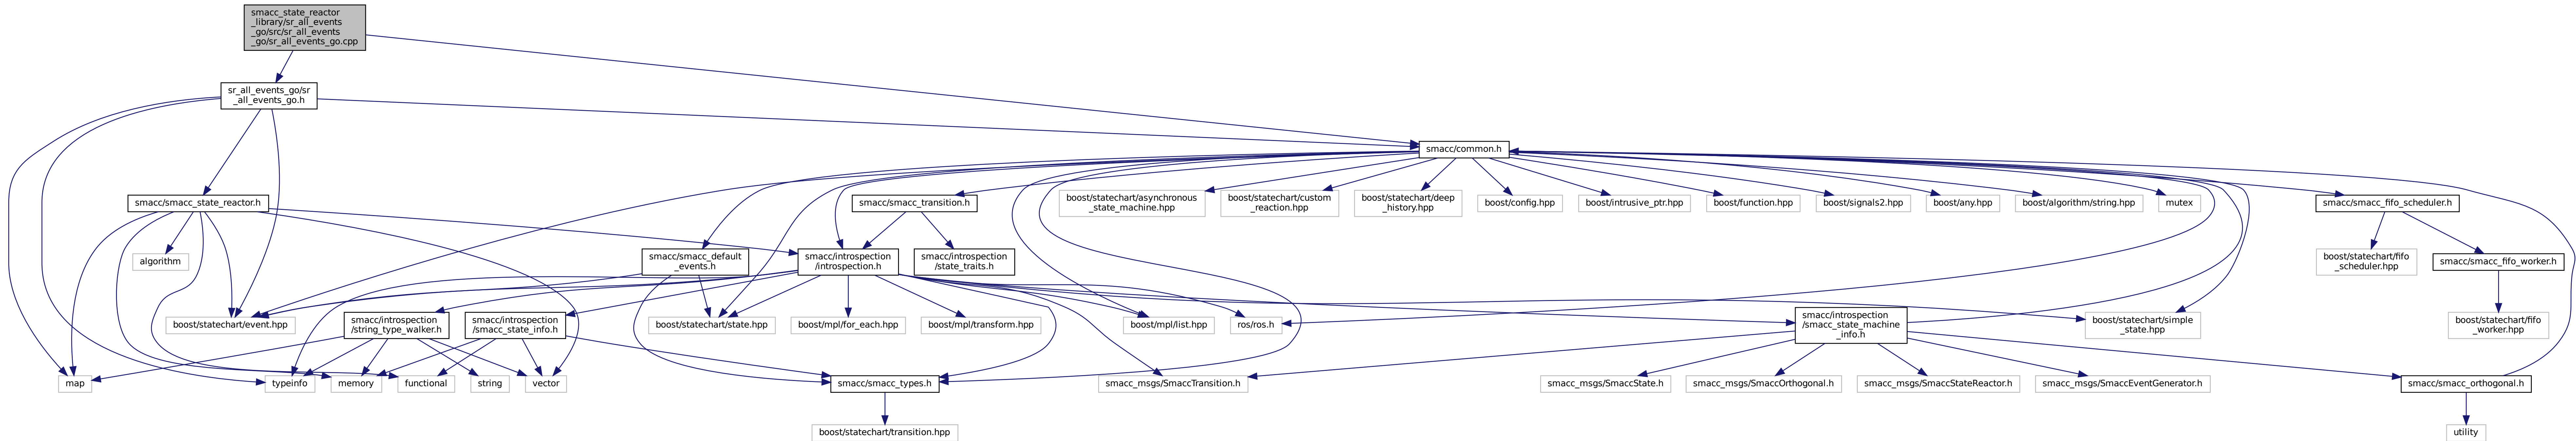 smacc_state_reactor
_library/sr_all_events
_go/src/sr_all_events
_go/sr_all_events_go.cpp
sr_all_events_go/sr
_all_events_go.h
smacc/common.h
smacc/smacc_state_reactor.h
smacc/smacc_transition.h
boost/statechart/asynchronous
_state_machine.hpp
boost/statechart/custom
_reaction.hpp
boost/statechart/deep
_history.hpp
boost/config.hpp
boost/intrusive_ptr.hpp
boost/function.hpp
boost/signals2.hpp
boost/any.hpp
boost/algorithm/string.hpp
mutex
smacc/smacc_fifo_scheduler.h
algorithm
smacc/smacc_default
_events.h
smacc/introspection
/introspection.h
smacc/introspection
/state_traits.h
boost/statechart/fifo
_scheduler.hpp
smacc/smacc_fifo_worker.h
boost/statechart/event.hpp
smacc/introspection
/string_type_walker.h
smacc/introspection
/smacc_state_info.h
boost/statechart/state.hpp
boost/mpl/for_each.hpp
boost/mpl/transform.hpp
boost/mpl/list.hpp
ros/ros.h
smacc/introspection
/smacc_state_machine
_info.h
boost/statechart/simple
_state.hpp
boost/statechart/fifo
_worker.hpp
map
typeinfo
memory
functional
string
vector
smacc/smacc_types.h
smacc_msgs/SmaccTransition.h
smacc_msgs/SmaccState.h
smacc_msgs/SmaccOrthogonal.h
smacc_msgs/SmaccStateReactor.h
smacc_msgs/SmaccEventGenerator.h
smacc/smacc_orthogonal.h
boost/statechart/transition.hpp
utility